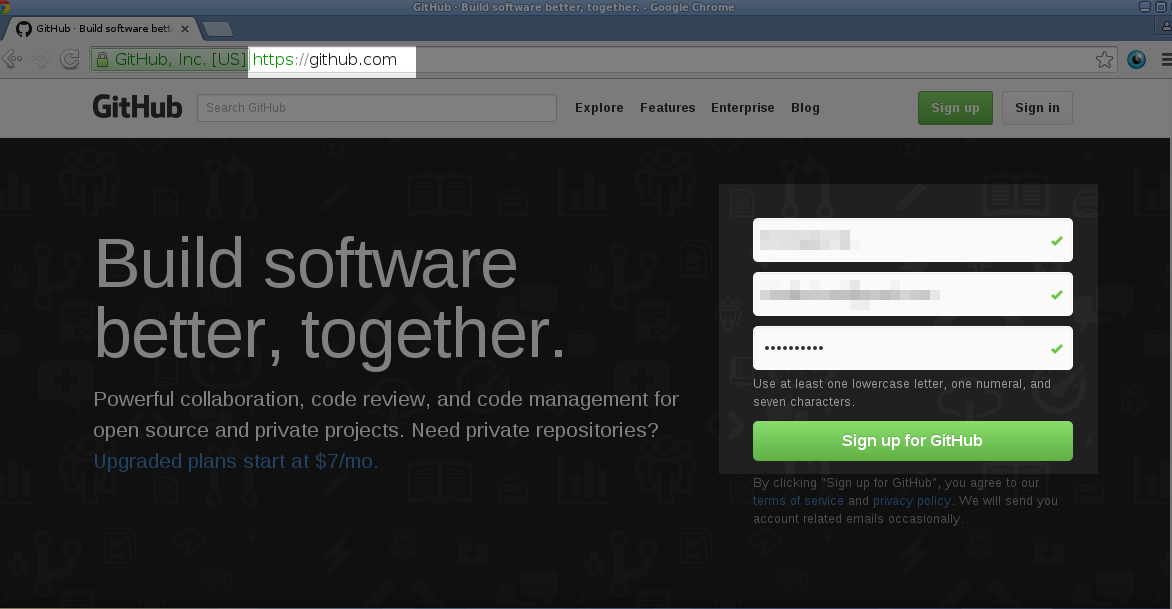 GitHub · Build software better, together. - Google Chrome
GitHub · Build software bett
GitHub, Inc. [US] https://github.com
GitHub Search GitHub Explore Features Enterprise Blog Sign up Sign in
Build software
better, together.
Powerful collaboration, code review, and code management for
open source and private projects. Need private repositories?
Upgraded plans start at $7/mo.
••••••••••
Use at least one lowercase letter, one numeral, and
seven characters.
Sign up for GitHub
By clicking "Sign up for GitHub", you agree to our
terms of service and privacy policy. We will send you
account related emails occasionally.